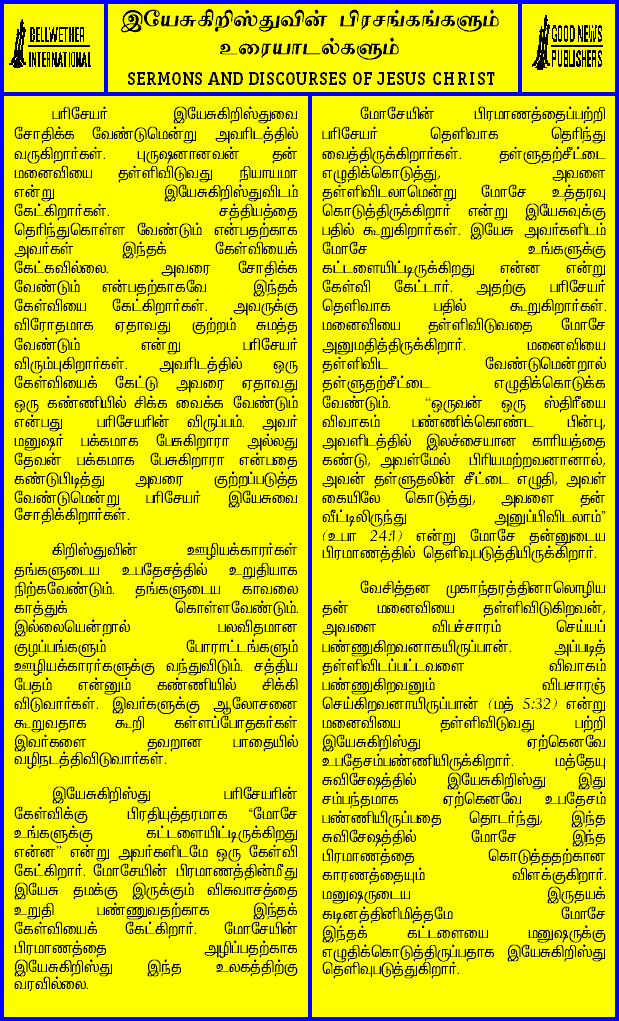 BELLWETHER
INTERNATIONAL
இயேசுகிறிஸ்துவின் பிரசங்கங்களும்
உரையாடல்களும்
SERMONS AND DISCOURSES OF JESUS CHRIST
GOOD NEWS
PUBLISHERS
பரிசேயர் இயேசுகிறிஸ்துவை
சோதிக்க வேண்டுமென்று அவரிடத்தில்
வருகிறார்கள். புருஷனானவன் தன்
மனைவியை தள்ளிவிடுவது நியாயமா
என்று இயேசுகிறிஸ்துவிடம்
கேட்கிறார்கள். சத்தியத்தை
தெரிந்துகொள்ள வேண்டும் என்பதற்காக
அவர்கள் இந்தக் கேள்வியைக்
கேட்கவில்லை. அவரை சோதிக்க
வேண்டும் என்பதற்காகவே இந்தக்
கேள்வியை கேட்கிறார்கள். அவருக்கு
விரோதமாக ஏதாவது குற்றம் சுமத்த
வேண்டும் என்று பரிசேயர்
விரும்புகிறார்கள். அவரிடத்தில் ஒரு
கேள்வியைக் கேட்டு அவரை ஏதாவது
ஒரு கண்ணியில் சிக்க வைக்க வேண்டும்
என்பது பரிசேயரின் விருப்பம். அவர்
மனுஷர் பக்கமாக பேசுகிறாரா அல்லது
தேவன் பக்கமாக பேசுகிறாரா என்பதை
கண்டுபிடித்து அவரை குற்றப்படுத்த
வேண்டுமென்று பரிசேயர் இயேசுவை
சோதிக்கிறார்கள்.
கிறிஸ்துவின் ஊழியக்காரர்கள்
தங்களுடைய உபதேசத்தில் உறுதியாக
நிற்கவேண்டும். தங்களுடைய காவலை
காத்துக் கொள்ளவேண்டும்.
இல்லையென்றால் பலவிதமான
குழப்பங்களும் போராட்டங்களும்
ஊழியக்காரர்களுக்கு வந்துவிடும். சத்திய
பேதம் என்னும் கண்ணியில் சிக்கி
விடுவார்கள். இவர்களுக்கு ஆலோசனை
கூறுவதாக கூறி கள்ளப்போதகர்கள்
இவர்களை தவறான பாதையில்
வழிநடத்திவிடுவார்கள்.
இயேசுகிறிஸ்து பரிசேயரின்
கேள்விக்கு பிரதியுத்தரமாக “மோசே
உங்களுக்கு கட்டளையிட்டிருக்கிறது
என்ன” என்று அவர்களிடமே ஒரு கேள்வி
கேட்கிறார். மோசேயின் பிரமாணத்தின்மீது
இயேசு தமக்கு இருக்கும் விசுவாசத்தை
உறுதி பண்ணுவதற்காக இந்தக்
கேள்வியைக் கேட்கிறார். மோசேயின்
பிரமாணத்தை அழிப்பதற்காக
இயேசுகிறிஸ்து இந்த உலகத்திற்கு
வரவில்லை.
மோசேயின் பிரமாணத்தைப்பற்றி
பரிசேயர் தெளிவாக தெரிந்து
வைத்திருக்கிறார்கள். தள்ளுதற்சீட்டை
எழுதிக்கொடுத்து, அவளை
தள்ளிவிடலாமென்று மோசே உத்தரவு
கொடுத்திருக்கிறார் என்று இயேசுவுக்கு
பதில் கூறுகிறார்கள். இயேசு அவர்களிடம்
மோசே உங்களுக்கு
கட்டளையிட்டிருக்கிறது என்ன என்று
கேள்வி கேட்டார். அதற்கு பரிசேயர்
தெளிவாக பதில் கூறுகிறார்கள்.
மனைவியை தள்ளிவிடுவதை மோசே
அனுமதித்திருக்கிறார். மனைவியை
தள்ளிவிட வேண்டுமென்றால்
தள்ளுதற்சீட்டை எழுதிக்கொடுக்க
வேண்டும். “ஒருவன் ஒரு ஸ்திரீயை
விவாகம் பண்ணிக்கொண்ட பின்பு,
அவளிடத்தில் இலச்சையான காரியத்தை
கண்டு, அவள்மேல் பிரியமற்றவனானால்,
அவன் தள்ளுதலின் சீட்டை எழுதி, அவள்
கையிலே கொடுத்து, அவளை தன்
வீட்டிலிருந்து அனுப்பிவிடலாம்”
(உபா 24:1) என்று மோசே தன்னுடைய
பிரமாணத்தில் தெளிவுபடுத்தியிருக்கிறார்.
வேசித்தன முகாந்தரத்தினாலொழிய
தன் மனைவியை தள்ளிவிடுகிறவன்,
அவளை விபச்சாரம் செய்யப்
பண்ணுகிறவனாகயிருப்பான். அப்படித்
தள்ளிவிடப்பட்டவளை விவாகம்
பண்ணுகிறவனும் விபசாரஞ்
செய்கிறவனாயிருப்பான் (மத் 5:32) என்று
மனைவியை தள்ளிவிடுவது பற்றி
இயேசுகிறிஸ்து ஏற்கெனவே
உபதேசம்பண்ணியிருக்கிறார். மத்தேயு
சுவிசேஷத்தில் இயேசுகிறிஸ்து இது
சம்பந்தமாக ஏற்கெனவே உபதேசம்
பண்ணியிருப்பதை தொடர்ந்து, இந்த
சுவிசேஷத்தில் மோசே இந்த
பிரமாணத்தை கொடுத்ததற்கான
காரணத்தையும் விளக்குகிறார்.
மனுஷருடைய இருதயக்
கடினத்தினிமித்தமே மோசே
இந்தக் கட்டளையை மனுஷருக்கு
எழுதிக்கொடுத்திருப்பதாக இயேசுகிறிஸ்து
தெளிவுபடுத்துகிறார்.